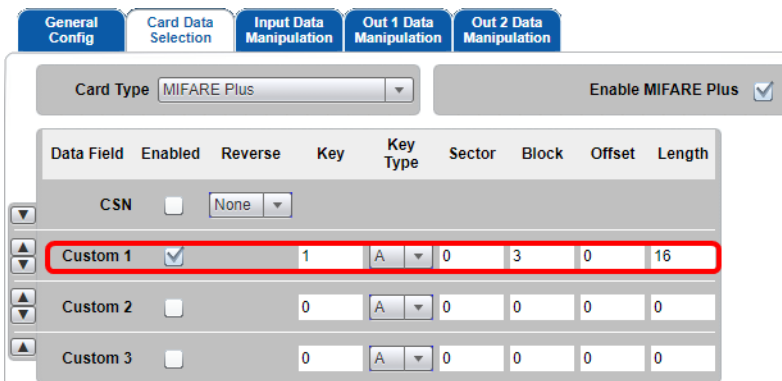 General Config
Card Data Selection
Input Data Manipulation
Out 1 Data Manipulation
Out 2 Data Manipulation
Card Type MIFARE Plus
Enable MIFARE Plus
Data Field Enabled Reverse Key Key Type Sector Block Offset Length
CSN None
Custom 1 1 A 0 3 0 16
Custom 2 0 A 0 0 0 0
Custom 3 0 A 0 0 0 0